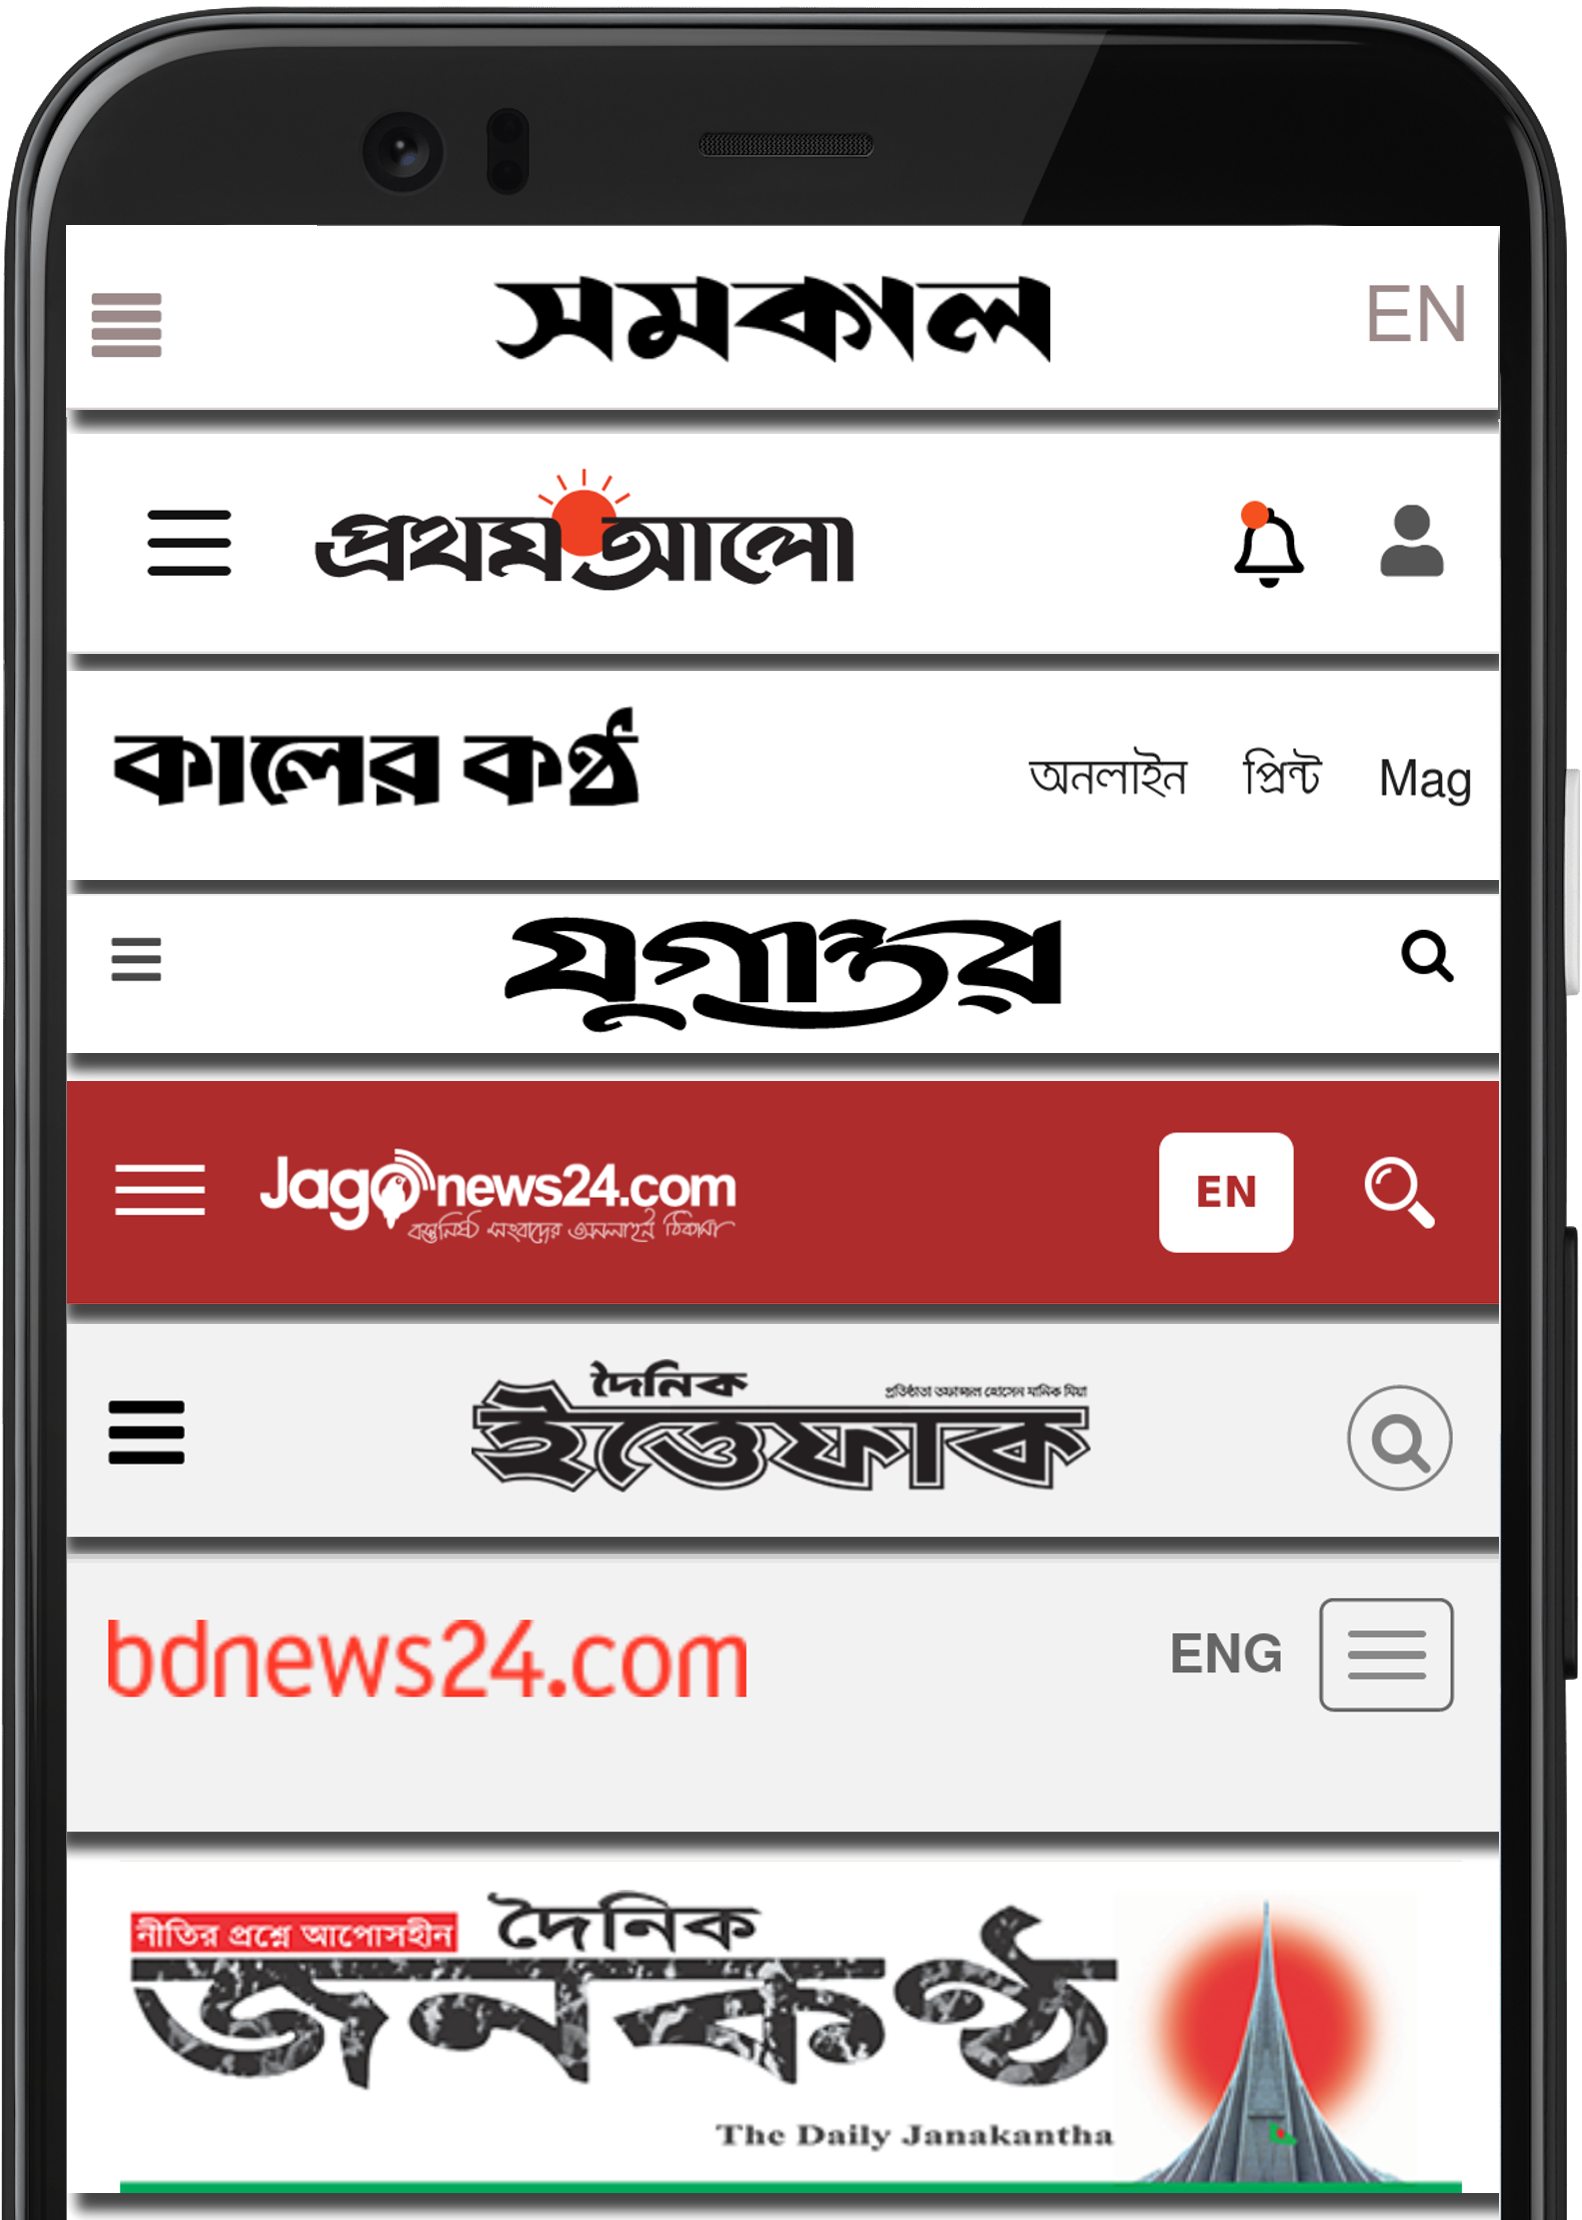 সমকাল EN
প্রথম আলো
কালের কণ্ঠ অনলাইন প্রিন্ট Mag
যুগান্তর
Jagonews24.com EN
বস্তুনিষ্ঠ সংবাদের অনলাইন ঠিকানা
দৈনিক প্রতিষ্ঠাতা তফাজ্জল হোসেন মানিক মিয়া
ইত্তেফাক
bdnews24.com ENG
নীতির প্রশ্নে আপোসহীন দৈনিক
জনকণ্ঠ
The Daily Janakantha